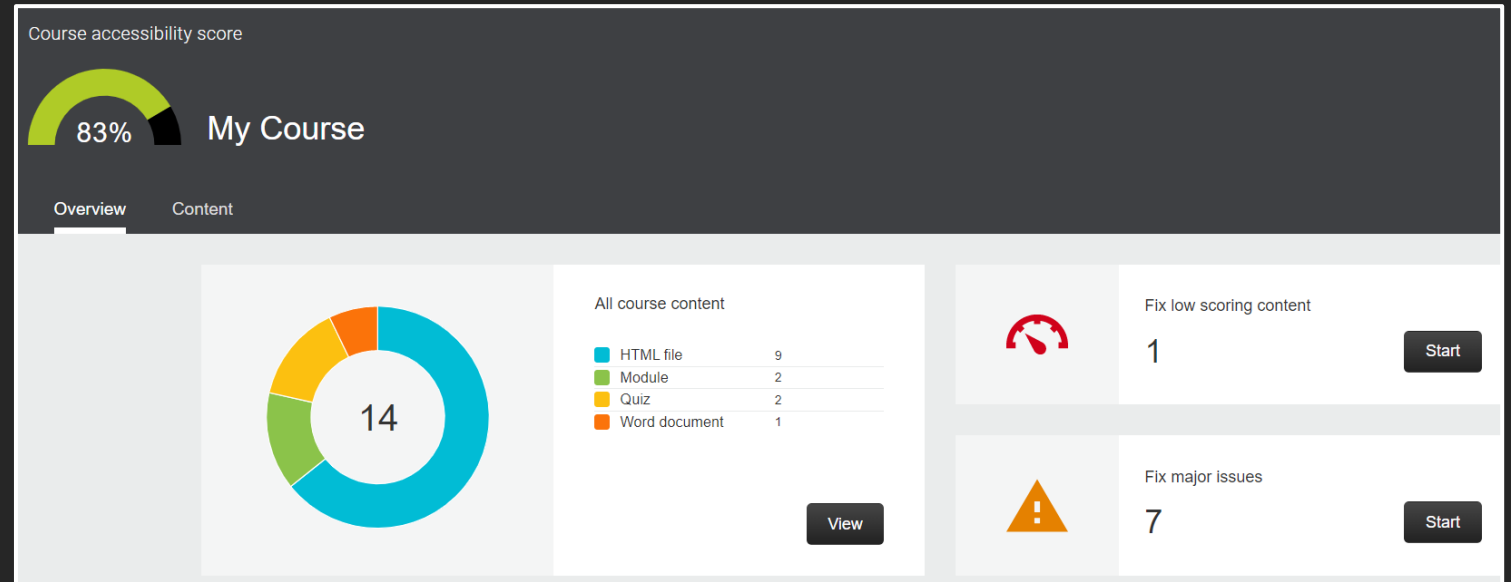 Course accessibility score
83%
My Course
Overview Content
14
All course content
HTML file 9
Module 2
Quiz 2
Word document 1
View
Fix low scoring content
1
Start
Fix major issues
7
Start